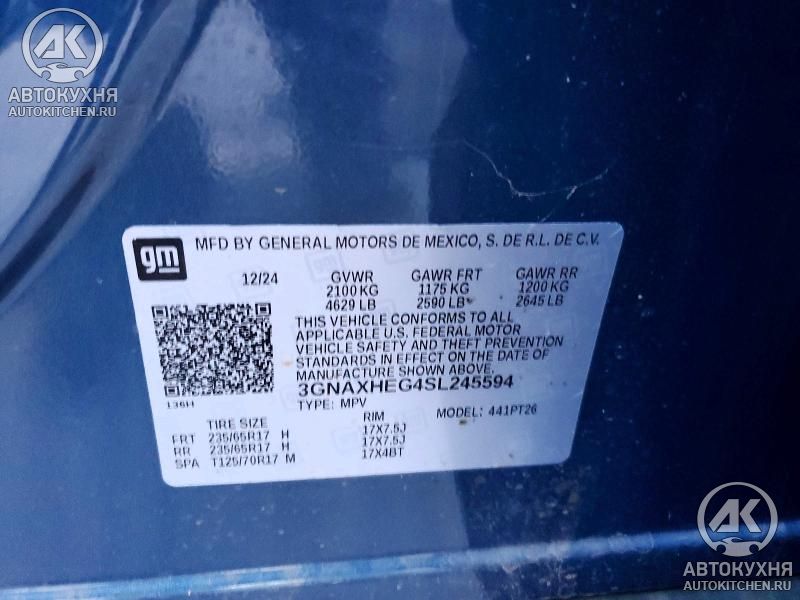 AK
АВТОКУХНЯ
AUTOKITCHEN.RU
gm
MFD BY GENERAL MOTORS DE MEXICO, S. DE R.L. DE C.V.
12/24 GVWR GAWR FRT GAWR RR
2100 KG 1175 KG 1200 KG
4629 LB 2590 LB 2645 LB
THIS VEHICLE CONFORMS TO ALL
APPLICABLE U.S. FEDERAL MOTOR
VEHICLE SAFETY AND THEFT PREVENTION
STANDARDS IN EFFECT ON THE DATE OF
MANUFACTURE SHOWN ABOVE.
3GNAXHEG4SL245594
136H
TYPE: MPV MODEL: 441PT26
TIRE SIZE RIM
FRT 235/65R17 H 17X7.5J
RR 235/65R17 H 17X7.5J
SPA T125/70R17 M 17X4BT
AK
АВТОКУХНЯ
AUTOKITCHEN.RU